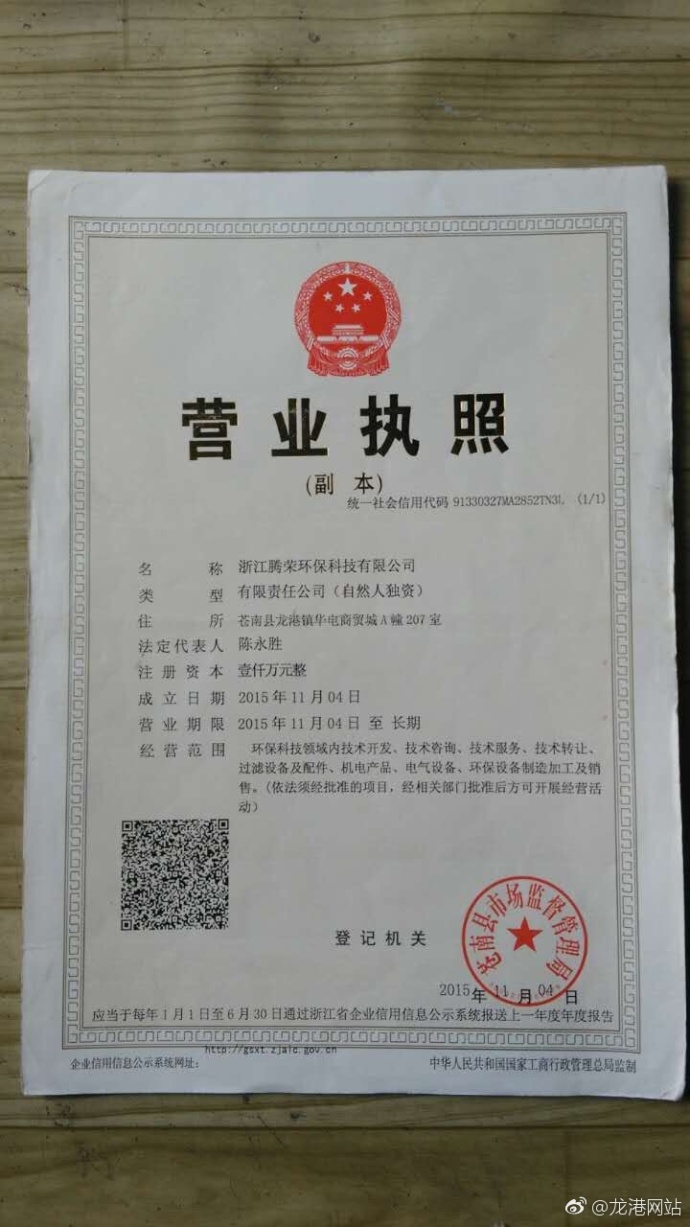 营业执照
(副 本)
统一社会信用代码 91330327MA2852TN3L (1/1)
名 称 浙江腾荣环保科技有限公司
类 型 有限责任公司（自然人独资）
住 所 苍南县龙港镇华电商贸城A幢207室
法定代表人 陈永胜
注册资本 壹仟万元整
成立日期 2015年11月04日
营业期限 2015年11月04日至长期
经营范围 环保科技领域内技术开发、技术咨询、技术服务、技术转让、
过滤设备及配件、机电产品、电气设备、环保设备制造加工及销
售。(依法须经批准的项目，经相关部门批准后方可开展经营活
动）
登记机关
苍南县市场监督管理局
2015年11月04日
应当于每年1月1日至6月30日通过浙江省企业信用信息公示系统报送上一年度年度报告
http://gsxt.zjaic.gov.cn
企业信用信息公示系统网址：
中华人民共和国国家工商行政管理总局监制
@龙港网站